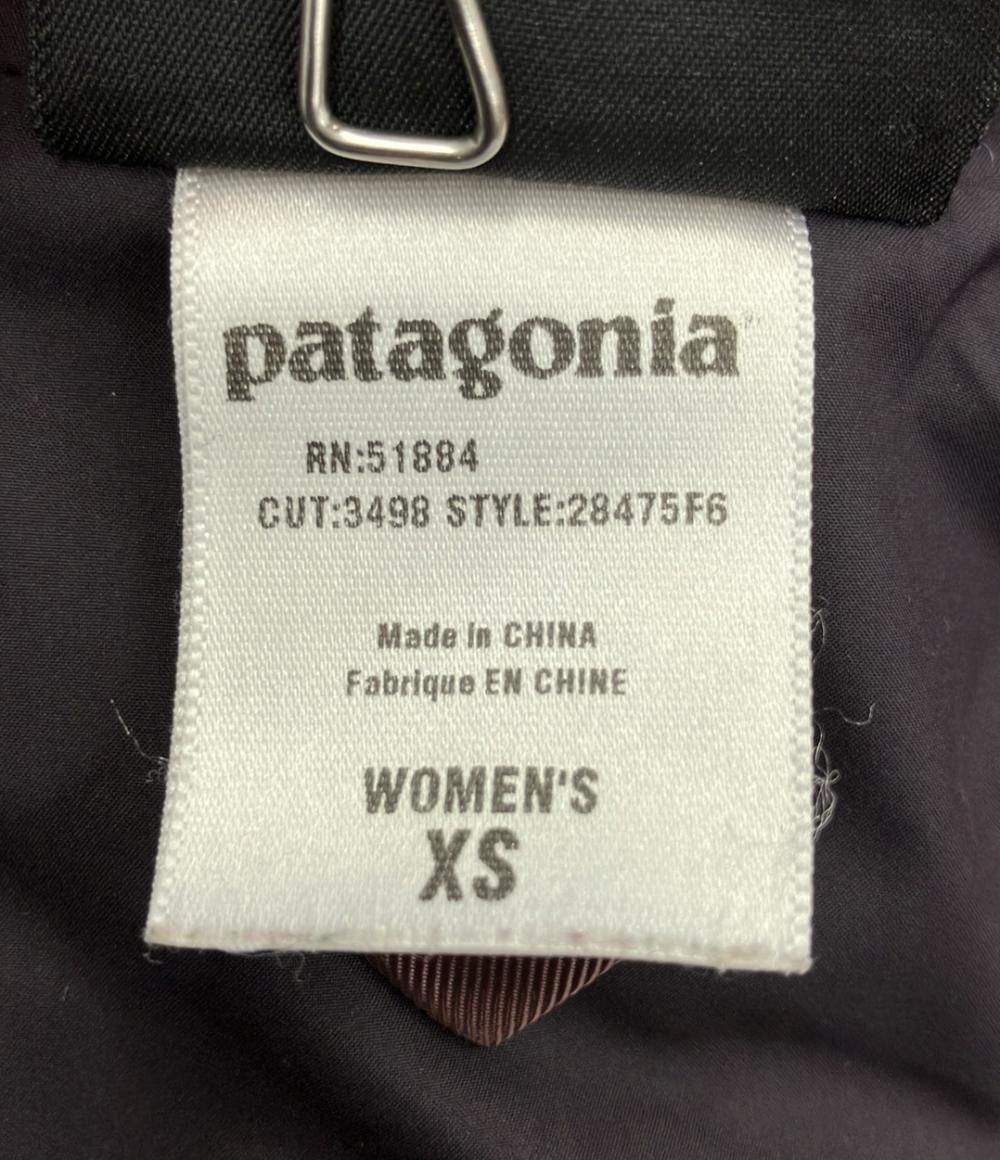 patagonia
RN:51884
CUT:3498 STYLE:28475F6
Made in CHINA
Fabrique EN CHINE
WOMEN'S
XS